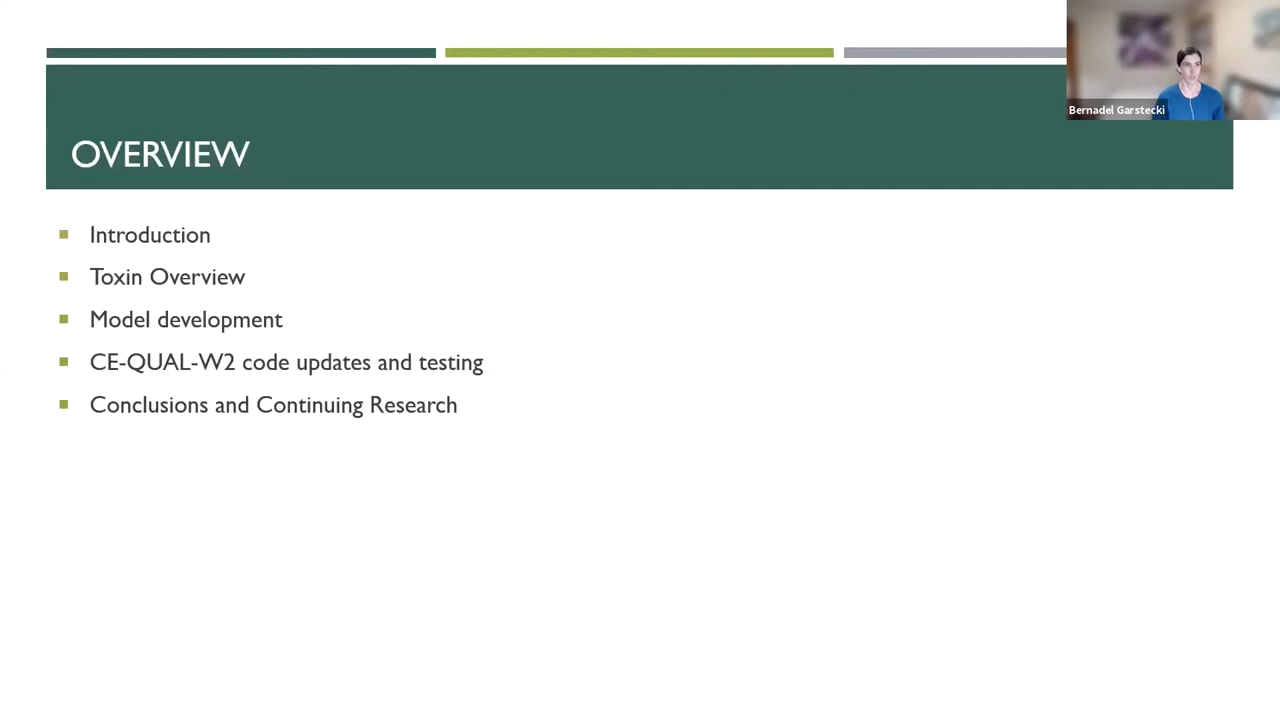 Bernadel Garstecki
OVERVIEW
Introduction
Toxin Overview
Model development
CE-QUAL-W2 code updates and testing
Conclusions and Continuing Research